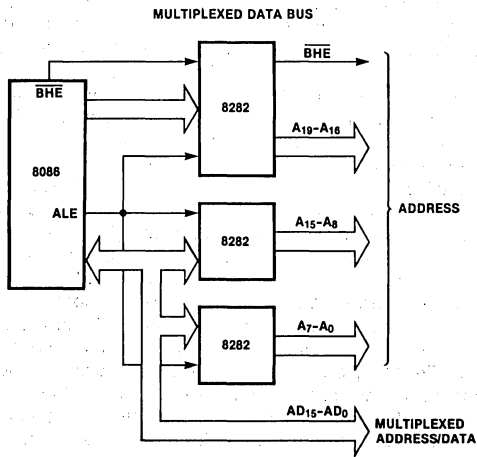 MULTIPLEXED DATA BUS
BHE
BHE
8282
8086
A19-A16
ALE
A15-A8
ADDRESS
8282
A7-A0
8282
AD15-AD0
MULTIPLEXED
ADDRESS/DATA